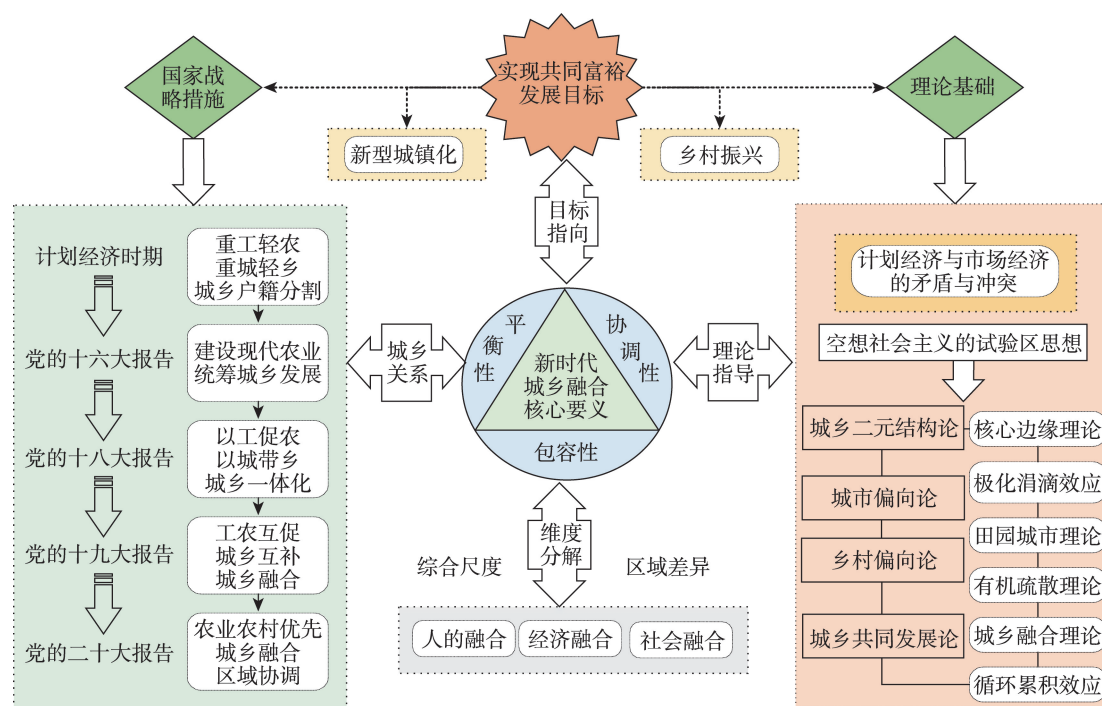 国家战
略措施
实现共同富裕
发展目标
理论基础
新型城镇化
乡村振兴
目标
指向
计划经济时期
重工轻农
重城轻乡
城乡户籍分割
党的十六大报告
建设现代农业
统筹城乡发展
党的十八大报告
以工促农
以城带乡
城乡一体化
党的十九大报告
工农互促
城乡互补
城乡融合
党的二十大报告
农业农村优先
城乡融合
区域协调
城乡
关系
平衡性
协调性
新时代
城乡融合
核心要义
包容性
理论
指导
维度
分解
综合尺度
区域差异
人的融合
经济融合
社会融合
计划经济与市场经济
的矛盾与冲突
空想社会主义的试验区思想
城乡二元结构论
城市偏向论
乡村偏向论
城乡共同发展论
核心边缘理论
极化涓滴效应
田园城市理论
有机疏散理论
城乡融合理论
循环累积效应